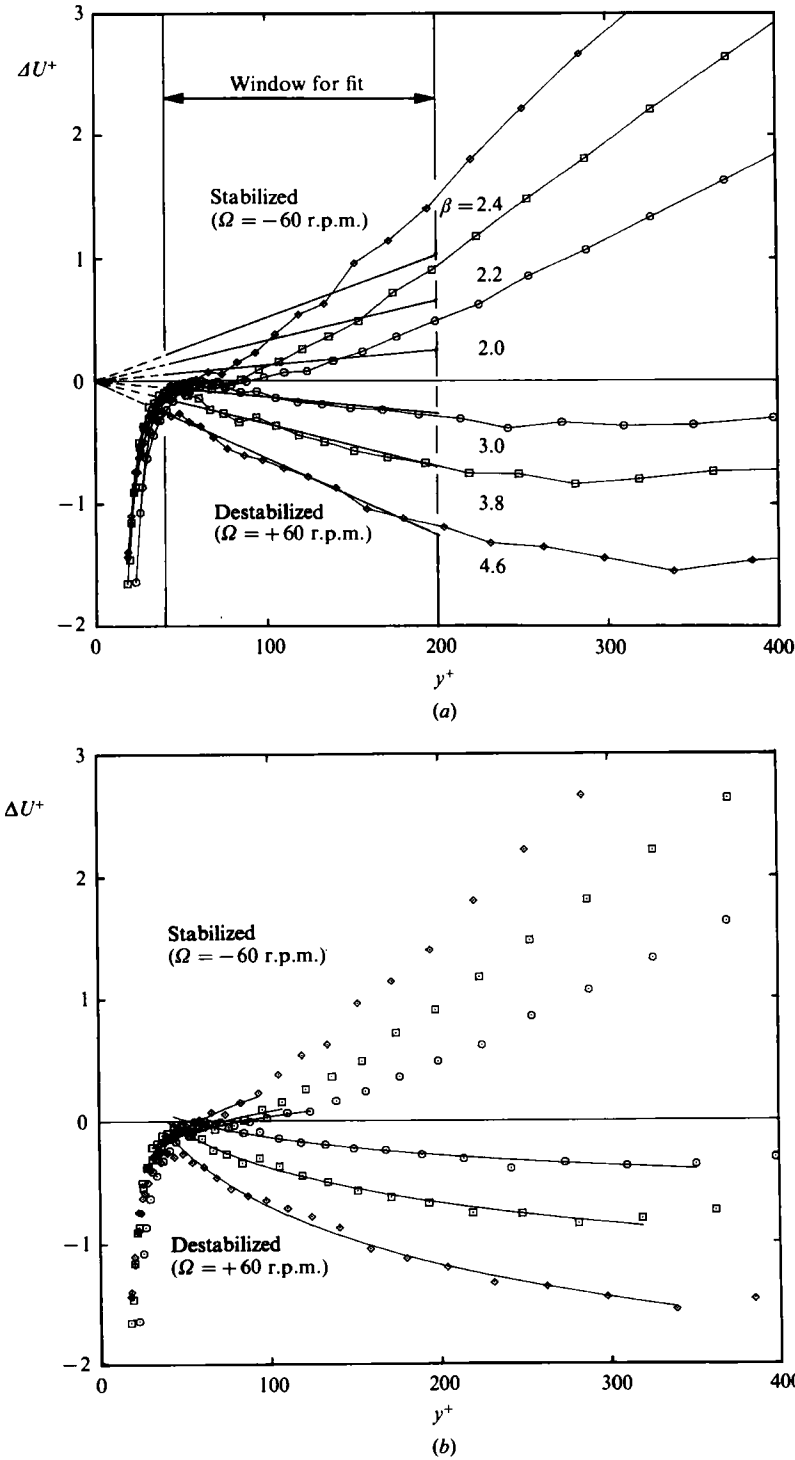 3
ΔU⁺
Window for fit
2
Stabilized
(Ω = −60 r.p.m.)
β = 2.4
1
2.2
2.0
0
3.0
3.8
Destabilized
(Ω = +60 r.p.m.)
−1
4.6
−2
0 100 200 300 400
y⁺
(a)
3
ΔU⁺
2
Stabilized
(Ω = −60 r.p.m.)
1
0
−1
Destabilized
(Ω = +60 r.p.m.)
−2
0 100 200 300 400
y⁺
(b)